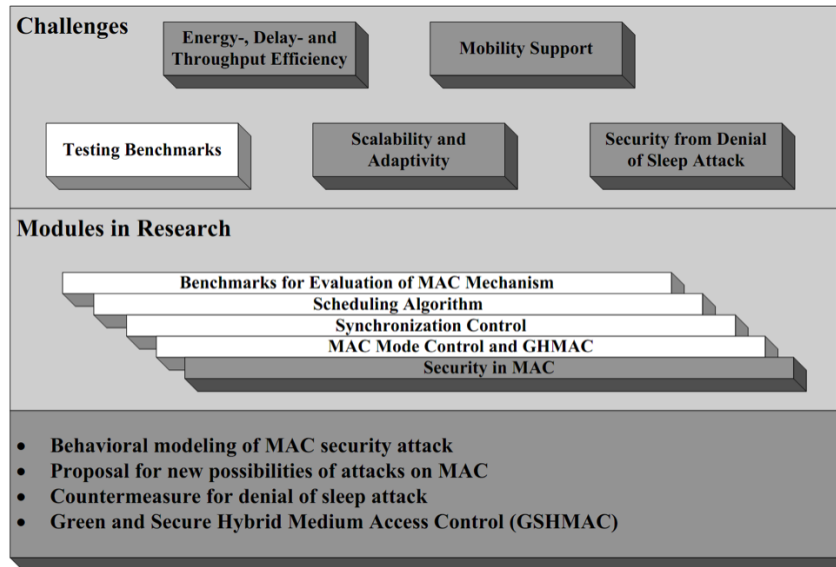 Challenges
Energy-, Delay- and
Throughput Efficiency
Mobility Support
Testing Benchmarks
Scalability and
Adaptivity
Security from Denial
of Sleep Attack
Modules in Research
Benchmarks for Evaluation of MAC Mechanism
Scheduling Algorithm
Synchronization Control
MAC Mode Control and GHMAC
Security in MAC
• Behavioral modeling of MAC security attack
• Proposal for new possibilities of attacks on MAC
• Countermeasure for denial of sleep attack
• Green and Secure Hybrid Medium Access Control (GSHMAC)